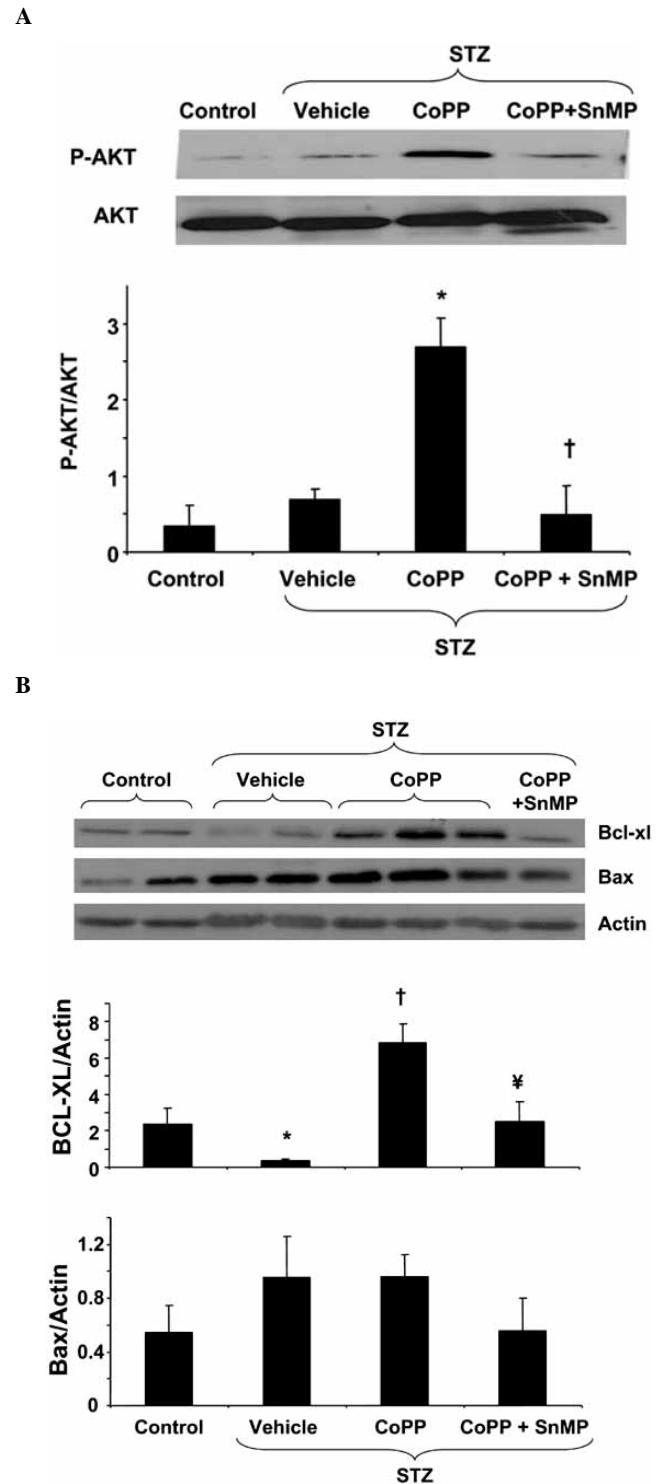 A
STZ
Control Vehicle CoPP CoPP+SnMP
P-AKT
AKT
*
3
†
2
1
0
P-AKT/AKT
Control Vehicle CoPP CoPP + SnMP
STZ
B
STZ
Control Vehicle CoPP CoPP
+SnMP
Bcl-xl
Bax
Actin
†
8
6
¥
4
*
2
0
BCL-XL/Actin
1.2
0.8
0.4
0
Bax/Actin
Control Vehicle CoPP CoPP + SnMP
STZ